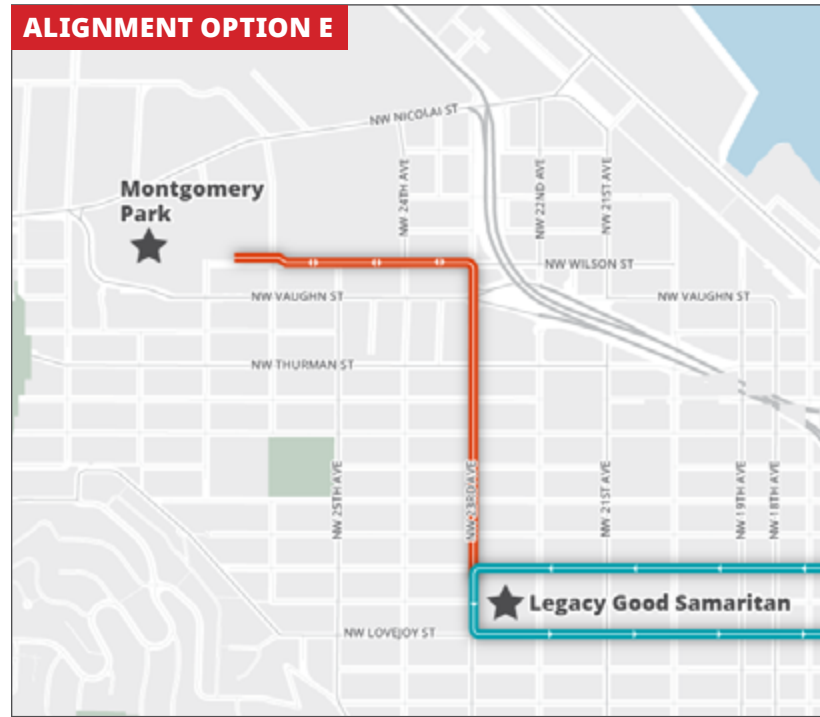 ALIGNMENT OPTION E
NW NICOLAI ST
Montgomery
Park
NW 24TH AVE
NW 22ND AVE
NW 21ST AVE
NW WILSON ST
NW VAUGHN ST
NW VAUGHN ST
NW THURMAN ST
NW 25TH AVE
NW 23RD AVE
NW 21ST AVE
NW 19TH AVE
NW 18TH AVE
Legacy Good Samaritan
NW LOVEJOY ST